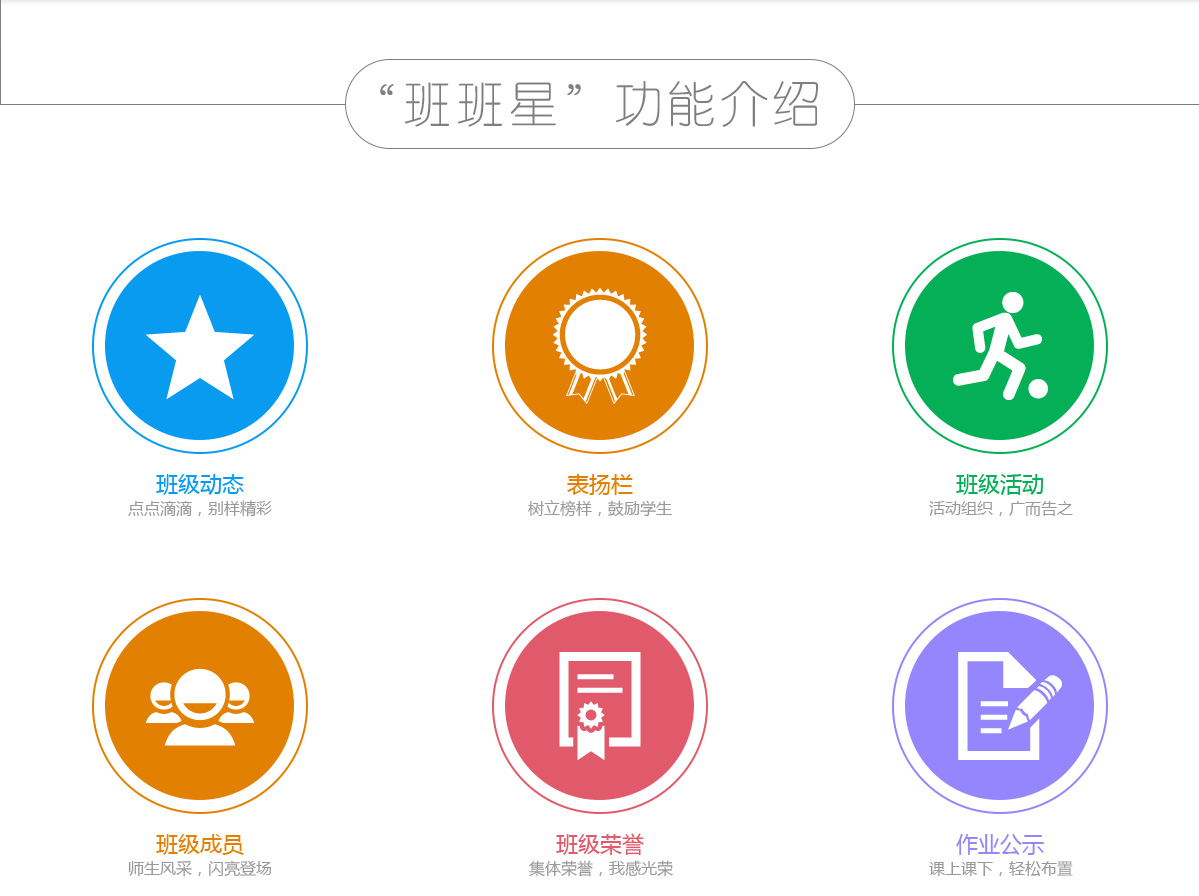 “班班星”功能介绍
班级动态
点点滴滴，别样精彩
表扬栏
树立榜样，鼓励学生
班级活动
活动组织，广而告之
班级成员
师生风采，闪亮登场
班级荣誉
集体荣誉，我感光荣
作业公示
课上课下，轻松布置